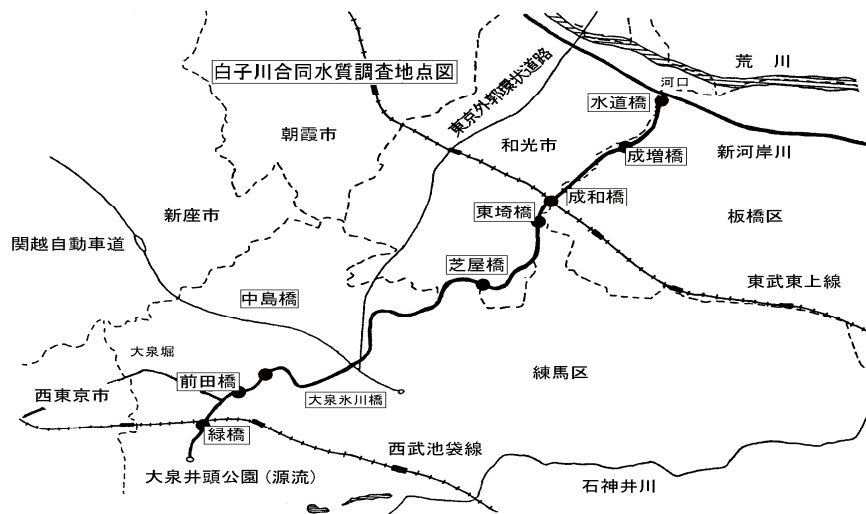 白子川合同水質調査地点図
荒　川
河口
水道橋
東京外郭環状道路
朝霞市
和光市
成増橋
新河岸川
新座市
成和橋
東埼橋
板橋区
関越自動車道
芝屋橋
中島橋
東武東上線
大泉堀
前田橋
練馬区
西東京市
大泉氷川橋
緑橋
西武池袋線
大泉井頭公園（源流）
石神井川